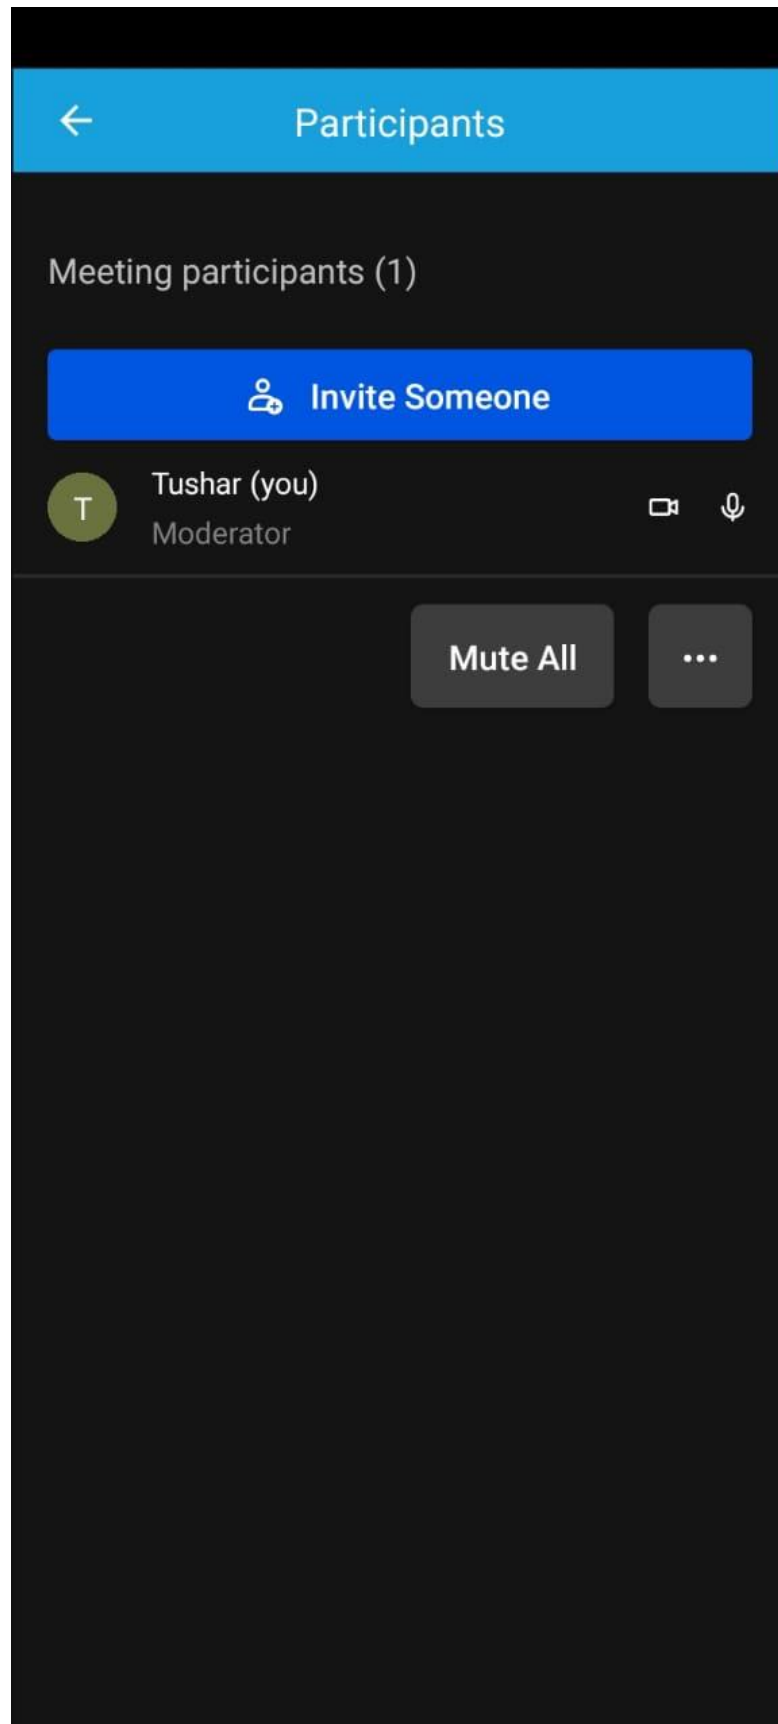 Participants
Meeting participants (1)
Invite Someone
T
Tushar (you)
Moderator
Mute All